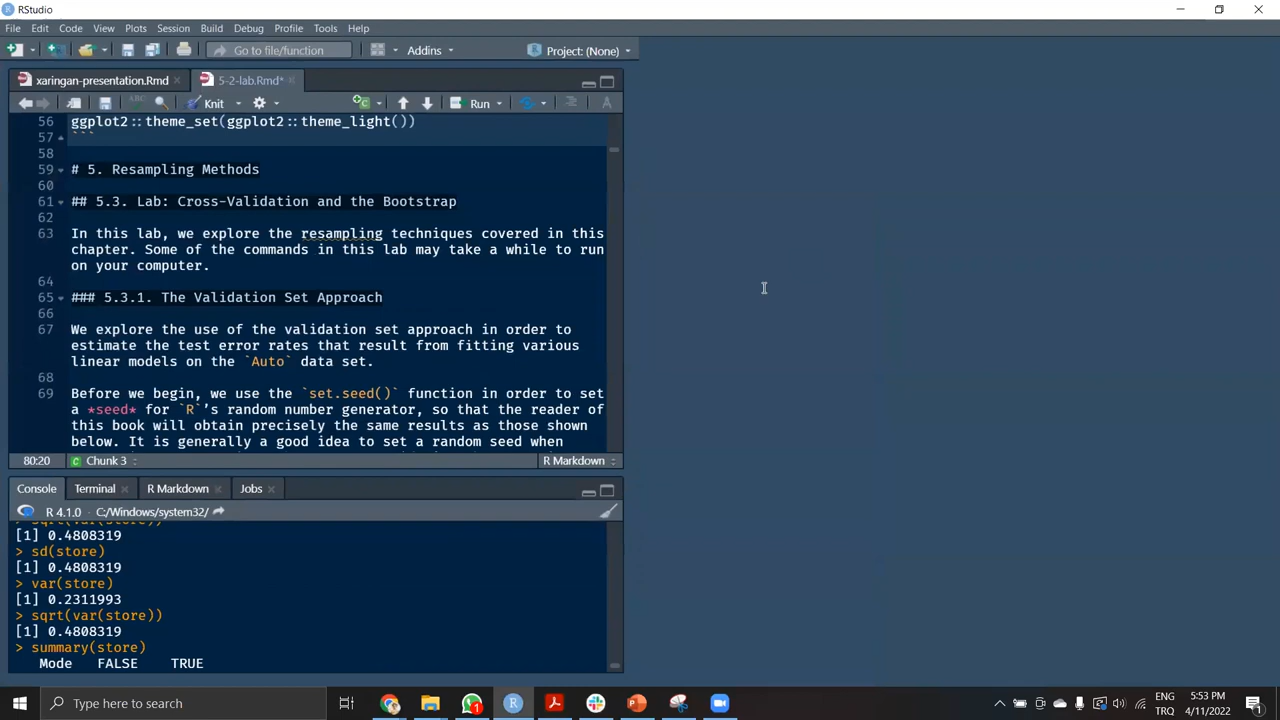 RStudio
File Edit Code View Plots Session Build Debug Profile Tools Help
Go to file/function Addins Project: (None)
xaringan-presentation.Rmd 5-2-lab.Rmd*
ABC Knit Run
56 ggplot2::theme_set(ggplot2::theme_light())
57 ```
58
59 # 5. Resampling Methods
60
61 ## 5.3. Lab: Cross-Validation and the Bootstrap
62
63 In this lab, we explore the resampling techniques covered in this
chapter. Some of the commands in this lab may take a while to run
on your computer.
64
65 ### 5.3.1. The Validation Set Approach
66
67 We explore the use of the validation set approach in order to
estimate the test error rates that result from fitting various
linear models on the `Auto` data set.
68
69 Before we begin, we use the `set.seed()` function in order to set
a *seed* for `R`'s random number generator, so that the reader of
this book will obtain precisely the same results as those shown
below. It is generally a good idea to set a random seed when
80:20 Chunk 3 R Markdown
Console Terminal R Markdown Jobs
R 4.1.0 · C:/Windows/system32/
> sqrt(var(store))
[1] 0.4808319
> sd(store)
[1] 0.4808319
> var(store)
[1] 0.2311993
> sqrt(var(store))
[1] 0.4808319
> summary(store)
Mode FALSE TRUE
Type here to search
ENG 5:53 PM
TRQ 4/11/2022